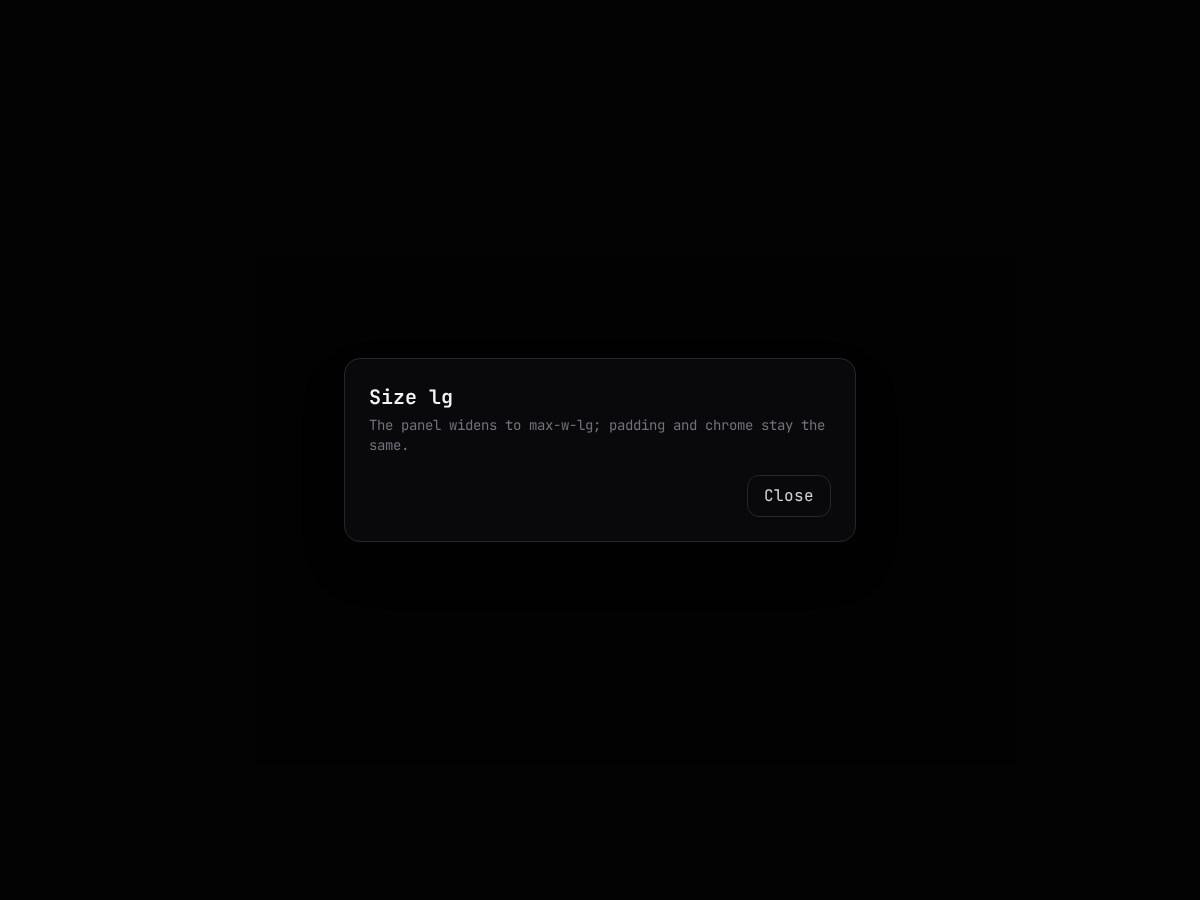 Size lg
The panel widens to max-w-lg; padding and chrome stay the
same.
Close